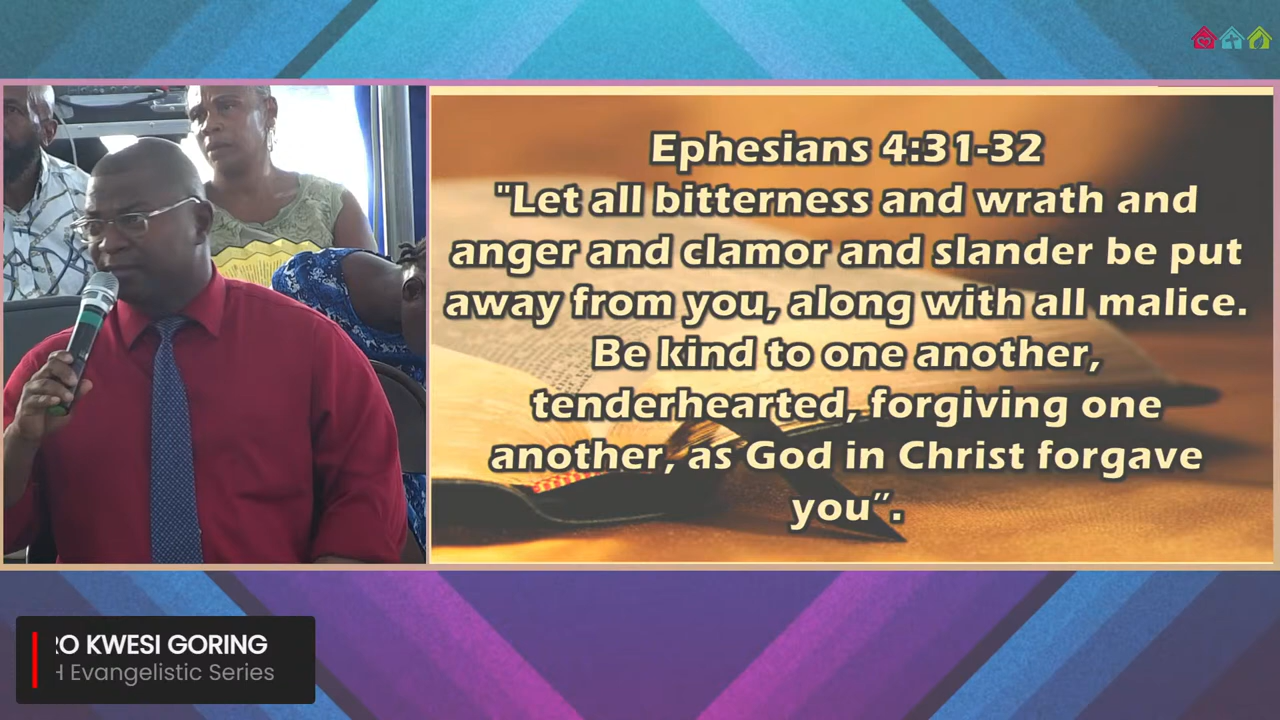 Ephesians 4:31-32
"Let all bitterness and wrath and
anger and clamor and slander be put
away from you, along with all malice.
Be kind to one another,
tenderhearted, forgiving one
another, as God in Christ forgave
you”.
RO KWESI GORING
H Evangelistic Series